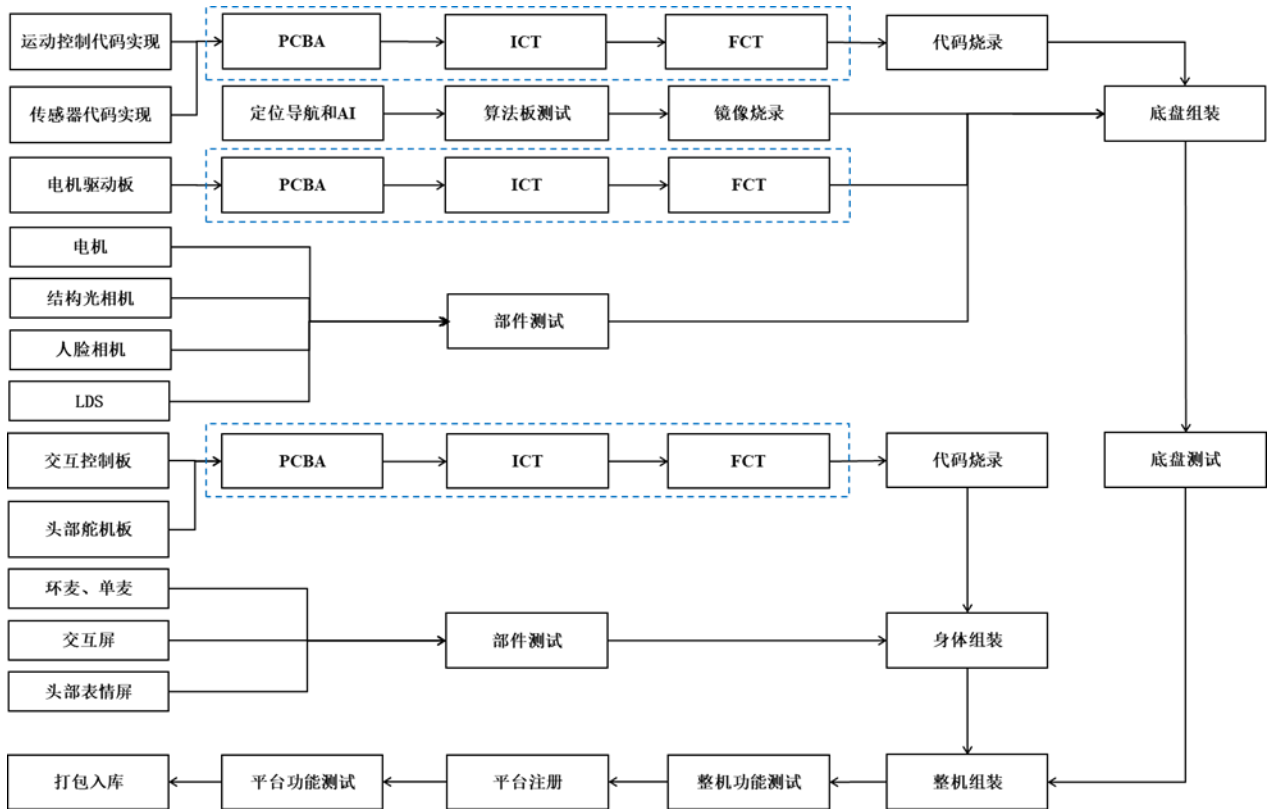 运动控制代码实现
PCBA
ICT
FCT
代码烧录
传感器代码实现
定位导航和AI
算法板测试
镜像烧录
底盘组装
电机驱动板
PCBA
ICT
FCT
电机
结构光相机
部件测试
人脸相机
LDS
交互控制板
PCBA
ICT
FCT
代码烧录
底盘测试
头部舵机板
环麦、单麦
交互屏
部件测试
身体组装
头部表情屏
打包入库
平台功能测试
平台注册
整机功能测试
整机组装